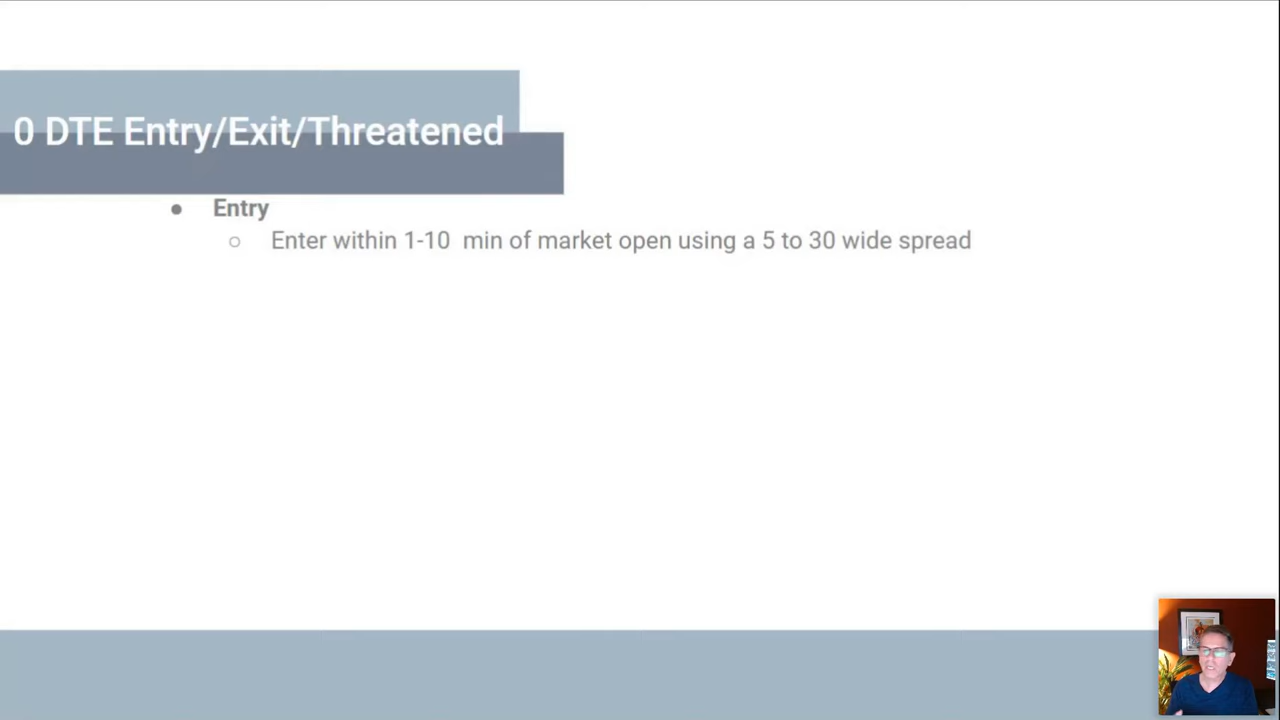 0 DTE Entry/Exit/Threatened
● Entry
○ Enter within 1-10  min of market open using a 5 to 30 wide spread